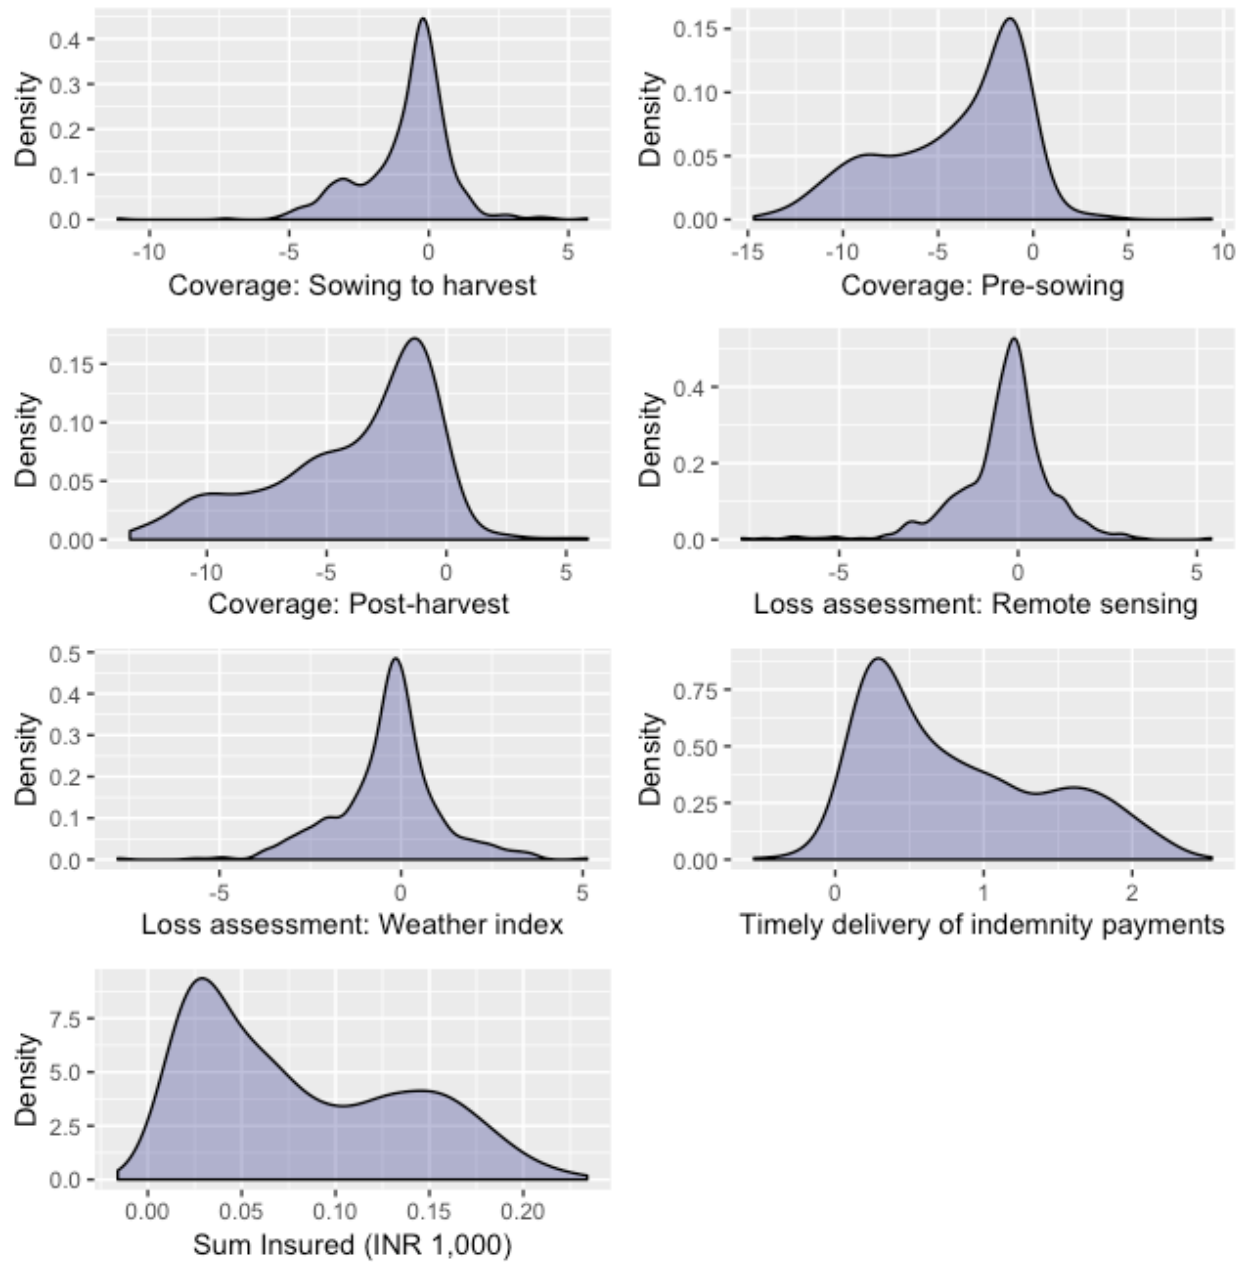 Density
0.4
0.3
0.2
0.1
0.0
-10 -5 0 5
Coverage: Sowing to harvest
Density
0.15
0.10
0.05
0.00
-15 -10 -5 0 5 10
Coverage: Pre-sowing
Density
0.15
0.10
0.05
0.00
-10 -5 0 5
Coverage: Post-harvest
Density
0.4
0.2
0.0
-5 0 5
Loss assessment: Remote sensing
Density
0.5
0.4
0.3
0.2
0.1
0.0
-5 0 5
Loss assessment: Weather index
Density
0.75
0.50
0.25
0.00
0 1 2
Timely delivery of indemnity payments
Density
7.5
5.0
2.5
0.0
0.00 0.05 0.10 0.15 0.20
Sum Insured (INR 1,000)